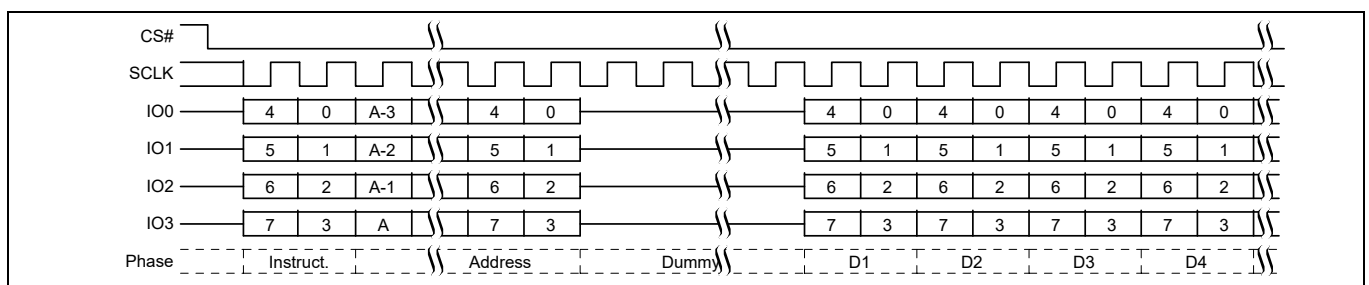 CS#
SCLK
IO0 4 0 A-3 4 0 4 0 4 0 4 0 4 0
IO1 5 1 A-2 5 1 5 1 5 1 5 1 5 1
IO2 6 2 A-1 6 2 6 2 6 2 6 2 6 2
IO3 7 3 A 7 3 7 3 7 3 7 3 7 3
Phase Instruct. Address Dummy D1 D2 D3 D4